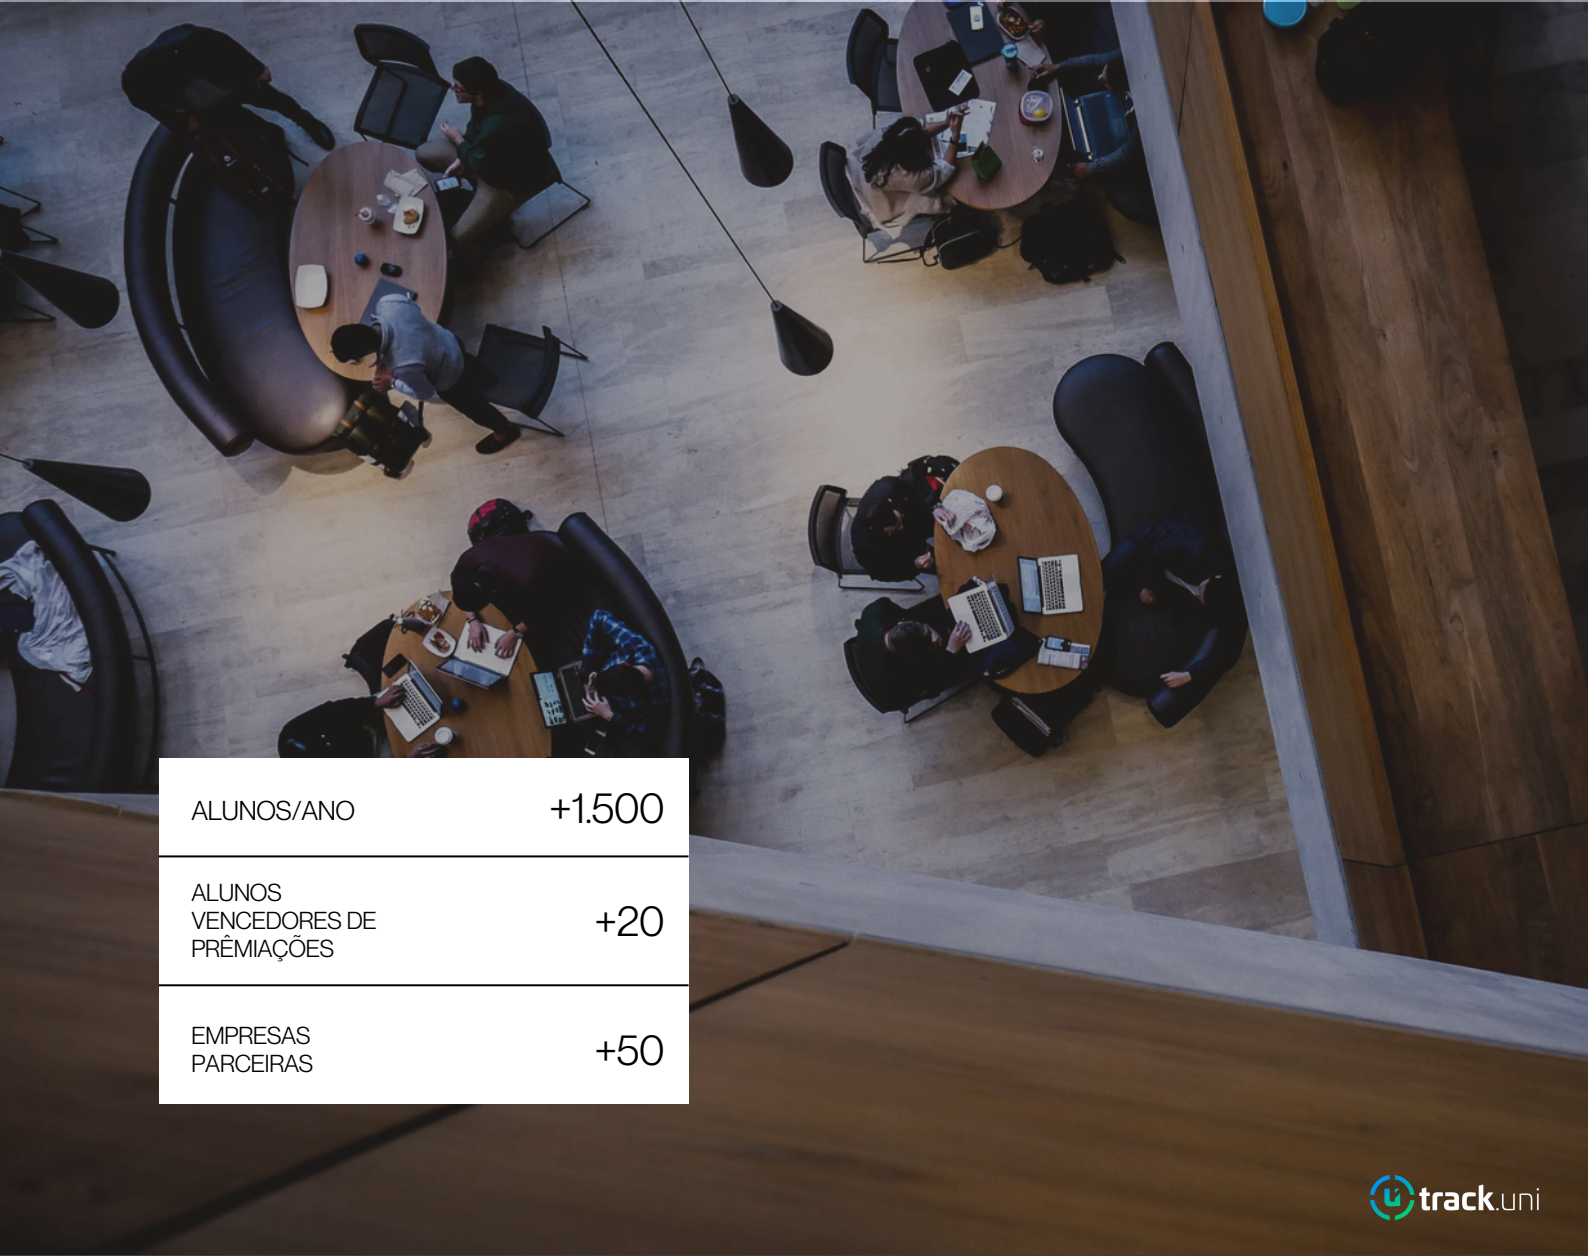 ALUNOS/ANO +1.500
ALUNOS
VENCEDORES DE
PRÊMIAÇÕES
+20
EMPRESAS
PARCEIRAS
+50
track.uni